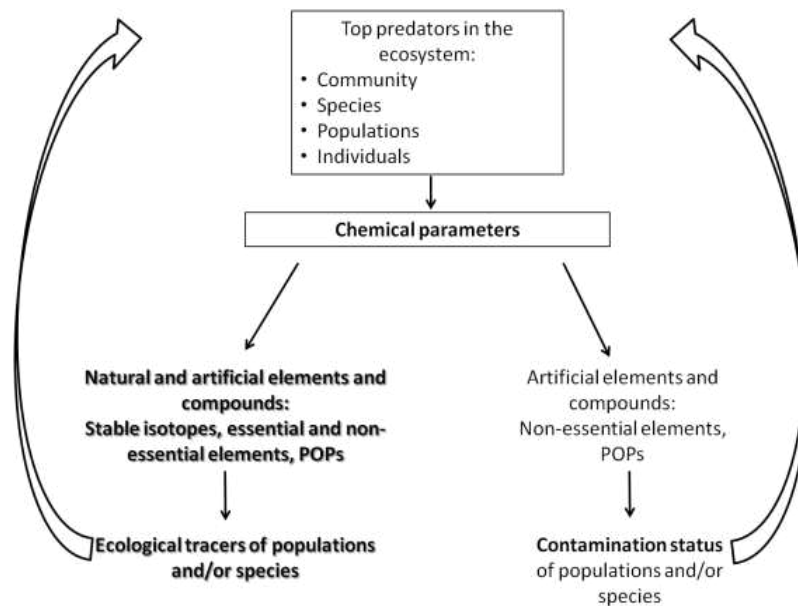 Top predators in the
ecosystem:
• Community
• Species
• Populations
• Individuals
Chemical parameters
Natural and artificial elements and
compounds:
Stable isotopes, essential and non-
essential elements, POPs
Artificial elements and
compounds:
Non-essential elements,
POPs
Ecological tracers of populations
and/or species
Contamination status
of populations and/or
species